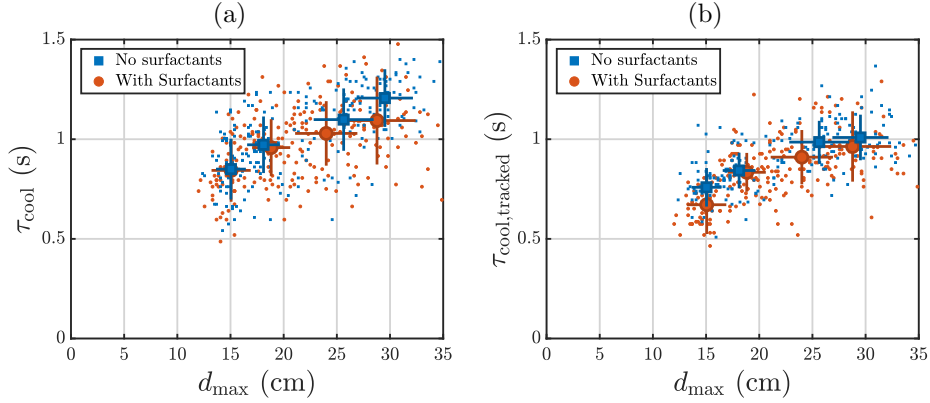 (a)
1.5
1
0.5
0
τcool (s)
No surfactants
With Surfactants
0 5 10 15 20 25 30 35
dmax (cm)
(b)
1.5
1
0.5
0
τcool,tracked (s)
No surfactants
With Surfactants
0 5 10 15 20 25 30 35
dmax (cm)